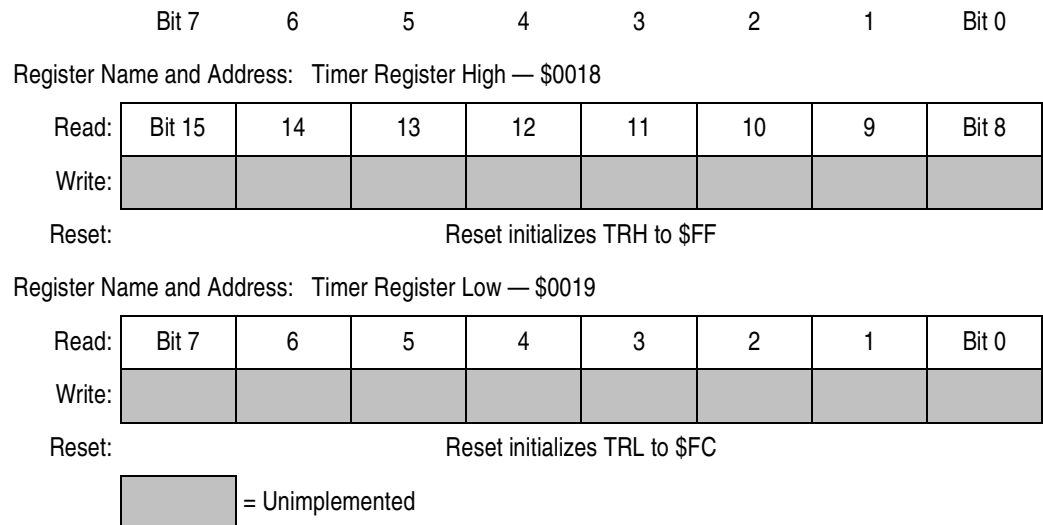 Bit 7 6 5 4 3 2 1 Bit 0
Register Name and Address: Timer Register High — $0018
Read: Bit 15 14 13 12 11 10 9 Bit 8
Write:
Reset: Reset initializes TRH to $FF
Register Name and Address: Timer Register Low — $0019
Read: Bit 7 6 5 4 3 2 1 Bit 0
Write:
Reset: Reset initializes TRL to $FC
= Unimplemented